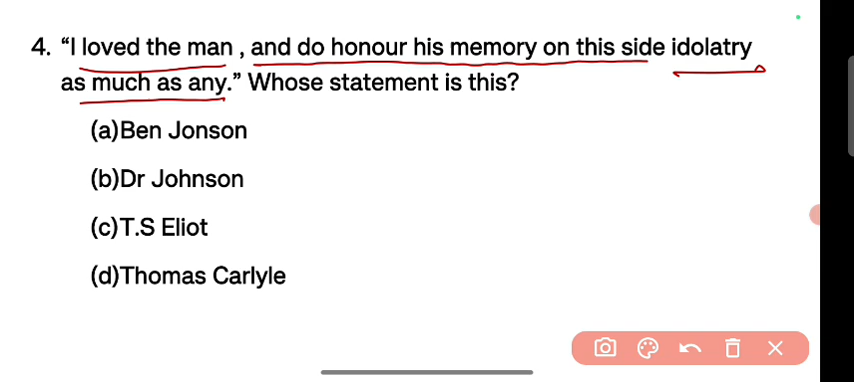 4. “I loved the man , and do honour his memory on this side idolatry
as much as any.” Whose statement is this?
(a)Ben Jonson
(b)Dr Johnson
(c)T.S Eliot
(d)Thomas Carlyle